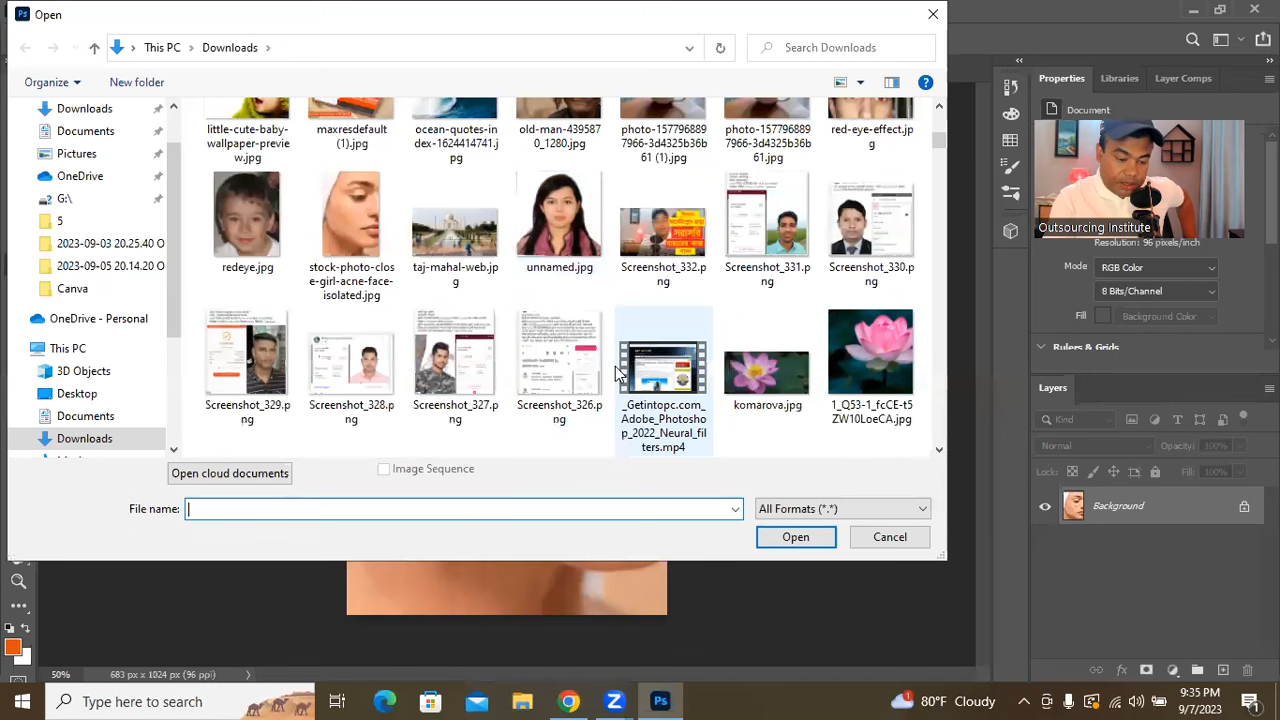 Open
This PC
Downloads
Search Downloads
Organize
New folder
Downloads
Documents
Pictures
OneDrive
G:\
5
2023-09-03 20.25.40 O
2023-09-05 20.14.20 O
Canva
OneDrive - Personal
This PC
3D Objects
Desktop
Documents
Downloads
little-cute-baby-
wallpaper-previe
w.jpg
maxresdefault
(1).jpg
ocean-quotes-in
dex-1624414741.j
pg
old-man-439587
0_1280.jpg
photo-157796889
7966-3d4325b36b
61 (1).jpg
photo-157796889
7966-3d4325b36b
61.jpg
red-eye-effect.jp
g
redeye.jpg
stock-photo-clos
e-girl-acne-face-
isolated.jpg
taj-mahal-web.jp
g
unnamed.jpg
Screenshot_332.p
ng
Screenshot_331.p
ng
Screenshot_330.p
ng
Screenshot_329.p
ng
Screenshot_328.p
ng
Screenshot_327.p
ng
Screenshot_326.p
ng
_Getintopc.com_
Adobe_Photosho
p_2022_Neural_fil
ters.mp4
komarova.jpg
1_Q53-1_fcCE-t5
ZW10LoeCA.jpg
Open cloud documents
Image Sequence
File name:
All Formats (*.*)
Open
Cancel
Properties
Libraries
Layer Comps
Document
Outsourcing Institute
Mode
RGB Color
8 Bits/Channel
Fill
Background Color
Rulers & Grids
Layers
Kind
Normal
Opacity:
100%
Lock:
Fill:
100%
Background
50%
683 px x 1024 px (96 ppi)
Type here to search
80°F Cloudy
9:35 PM
9/7/2023